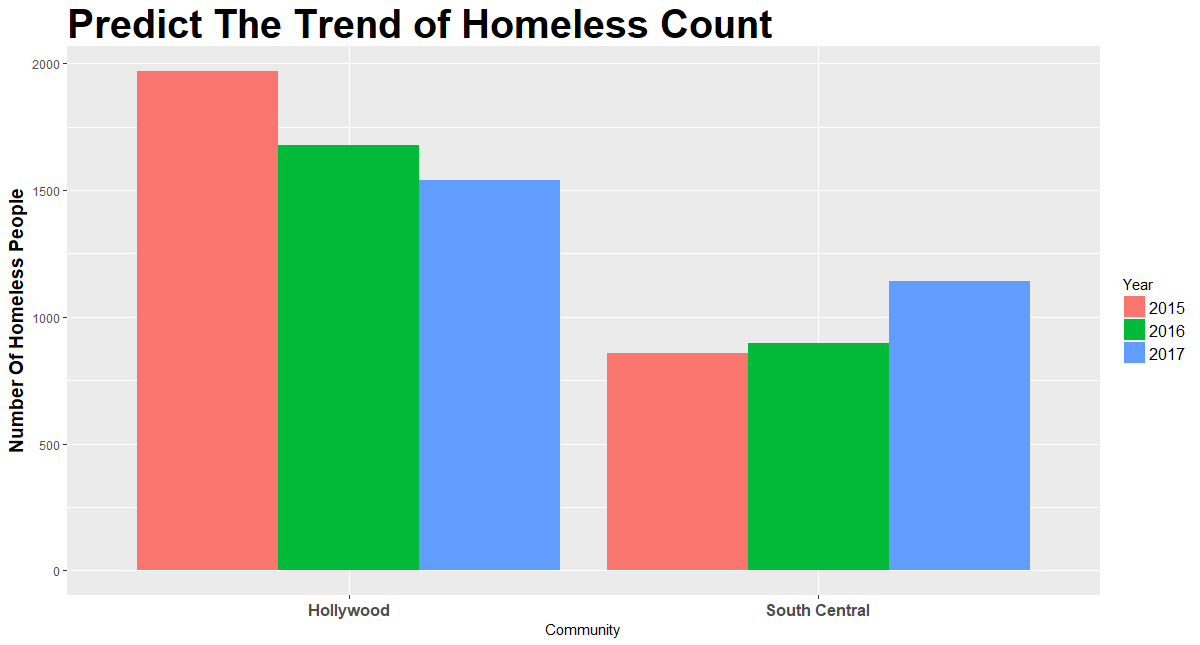 Predict The Trend of Homeless Count
Number Of Homeless People
2000
1500
1000
500
0
Hollywood
South Central
Community
Year
2015
2016
2017